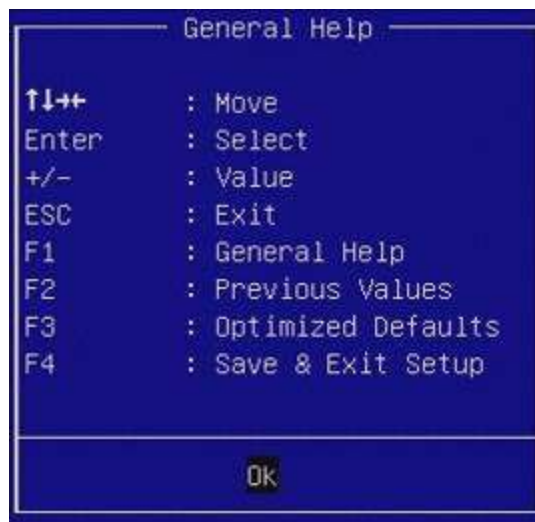 General Help
↑↓→← : Move
Enter : Select
+/- : Value
ESC : Exit
F1 : General Help
F2 : Previous Values
F3 : Optimized Defaults
F4 : Save & Exit Setup
Ok